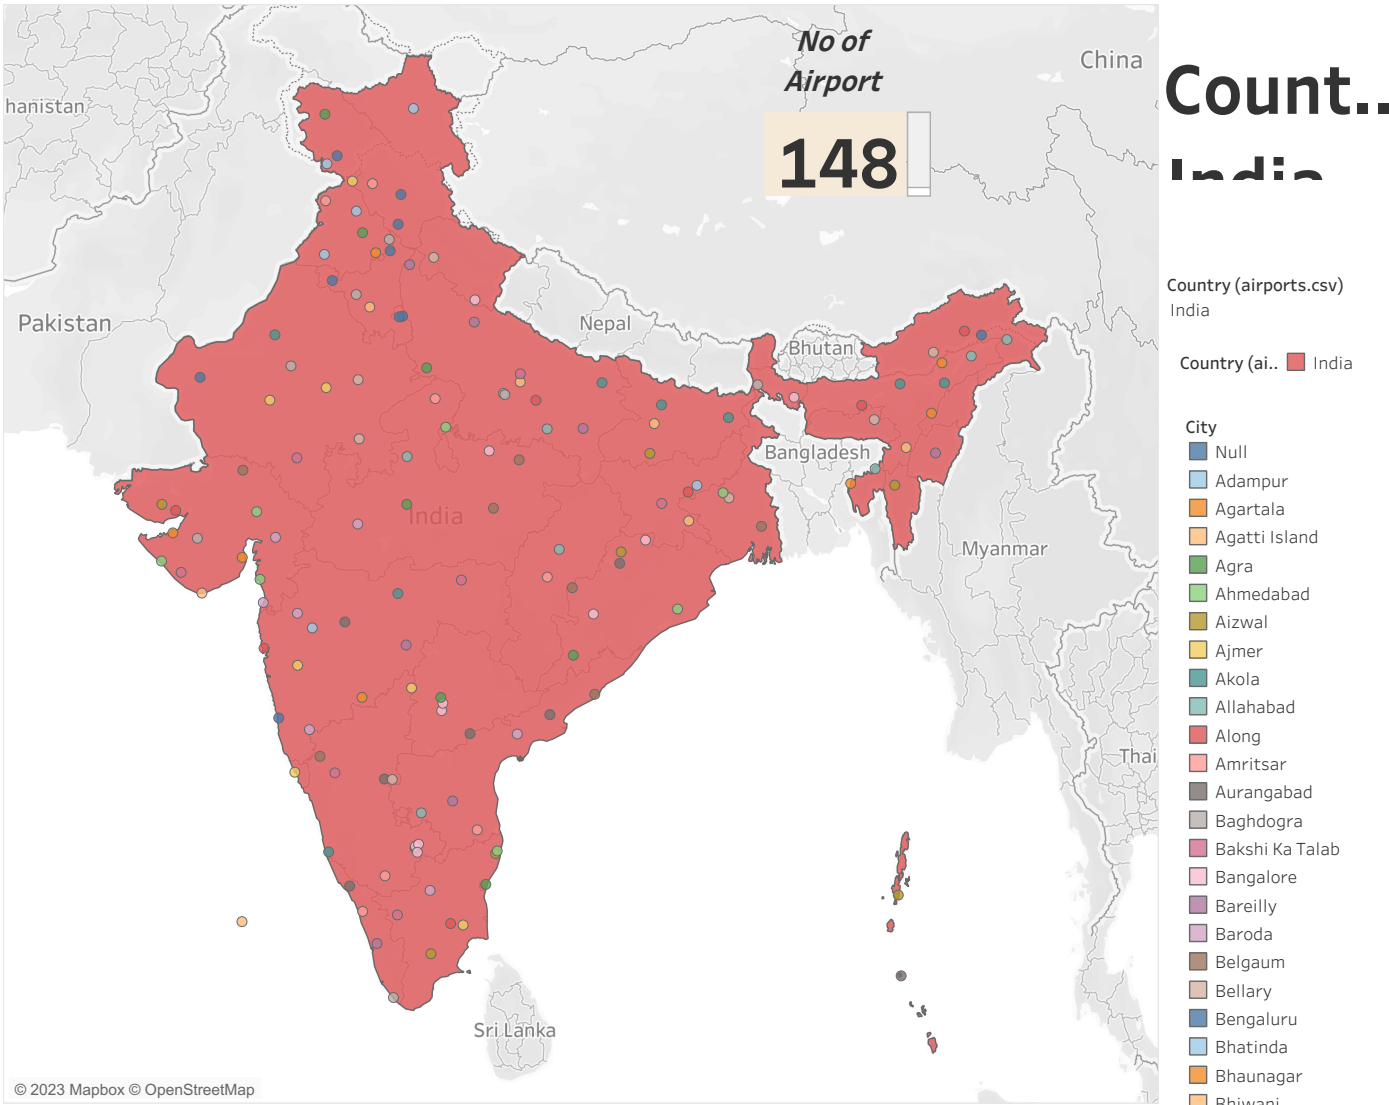 No of
Airport
148
China
hanistan
Pakistan
Nepal
Bhutan
Bangladesh
India
Myanmar
Thai
Sri Lanka
© 2023 Mapbox © OpenStreetMap
Count..
India
Country (airports.csv)
India
Country (ai.. India
City
Null
Adampur
Agartala
Agatti Island
Agra
Ahmedabad
Aizwal
Ajmer
Akola
Allahabad
Along
Amritsar
Aurangabad
Baghdogra
Bakshi Ka Talab
Bangalore
Bareilly
Baroda
Belgaum
Bellary
Bengaluru
Bhatinda
Bhaunagar
Bhiwani